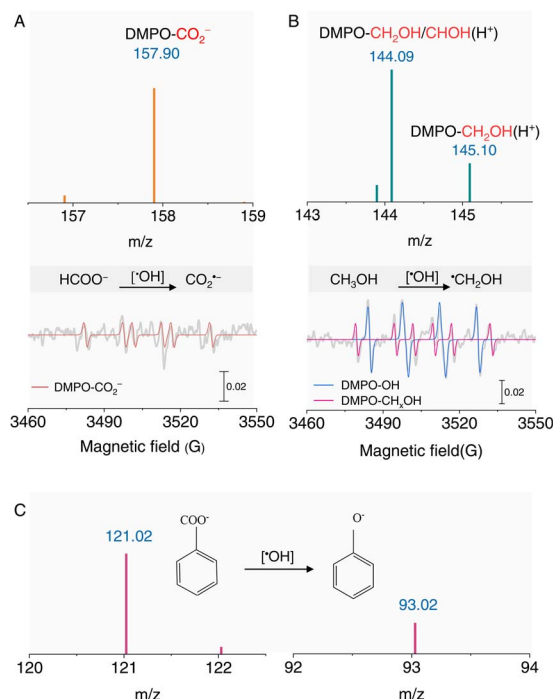 A
DMPO-CO₂⁻
157.90
157 158 159
m/z
HCOO⁻ [•OH] CO₂•⁻
DMPO-CO₂⁻
0.02
3460 3490 3520 3550
Magnetic field (G)
B
DMPO-CH₂OH/CHOH(H⁺)
144.09
DMPO-CH₂OH(H⁺)
145.10
143 144 145
m/z
CH₃OH [•OH] •CH₂OH
DMPO-OH
DMPO-CHₓOH
0.02
3460 3490 3520 3550
Magnetic field(G)
C
121.02
COO⁻
[•OH]
O⁻
93.02
120 121 122
m/z
92 93 94
m/z